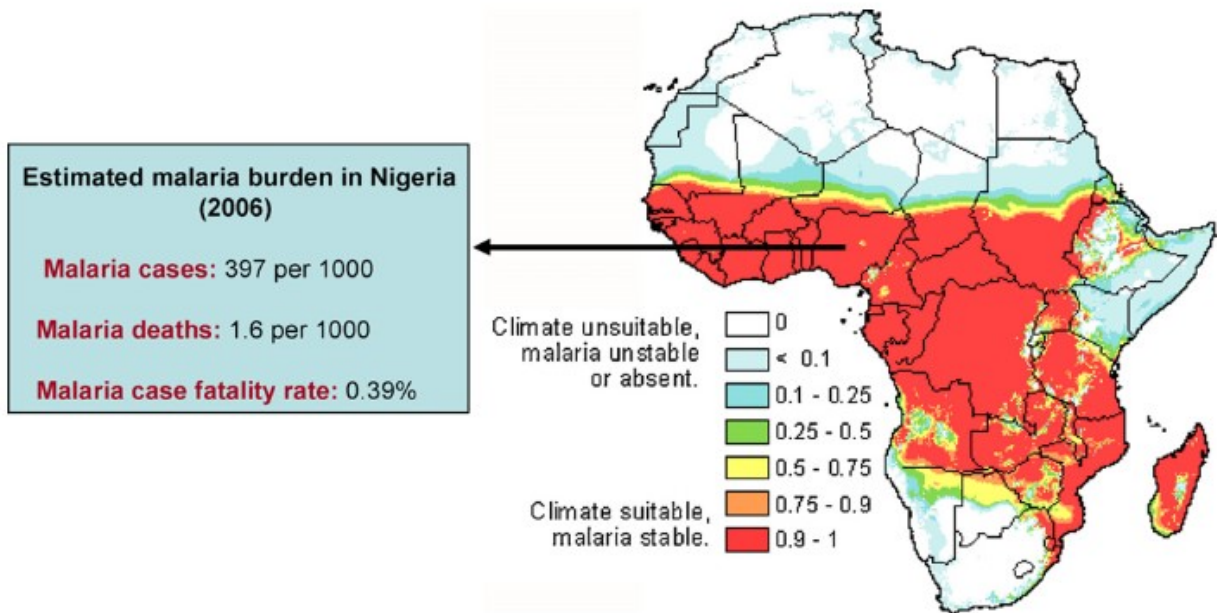 Estimated malaria burden in Nigeria
(2006)
Malaria cases: 397 per 1000
Malaria deaths: 1.6 per 1000
Malaria case fatality rate: 0.39%
Climate unsuitable,
malaria unstable
or absent.
Climate suitable,
malaria stable.
0
< 0.1
0.1 - 0.25
0.25 - 0.5
0.5 - 0.75
0.75 - 0.9
0.9 - 1